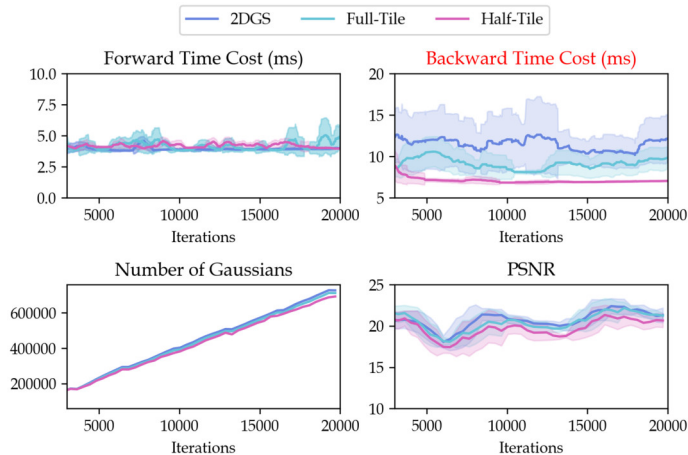 2DGS Full-Tile Half-Tile
Forward Time Cost (ms)
10.0
7.5
5.0
2.5
0.0
5000 10000 15000 20000
Iterations
Backward Time Cost (ms)
20
15
10
5
5000 10000 15000 20000
Iterations
Number of Gaussians
600000
400000
200000
5000 10000 15000 20000
Iterations
PSNR
25
20
15
10
5000 10000 15000 20000
Iterations